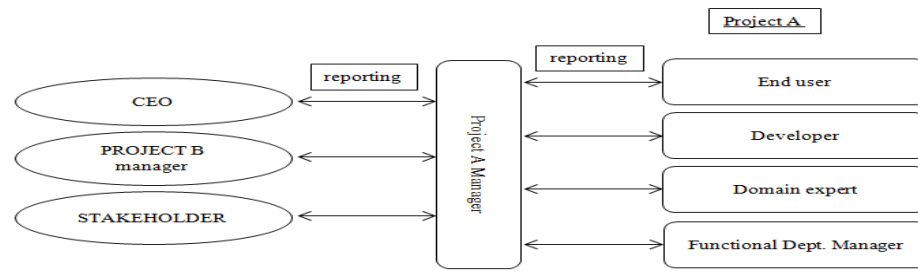 Project A
reporting
reporting
CEO
PROJECT B
manager
STAKEHOLDER
Project A Manager
End user
Developer
Domain expert
Functional Dept. Manager